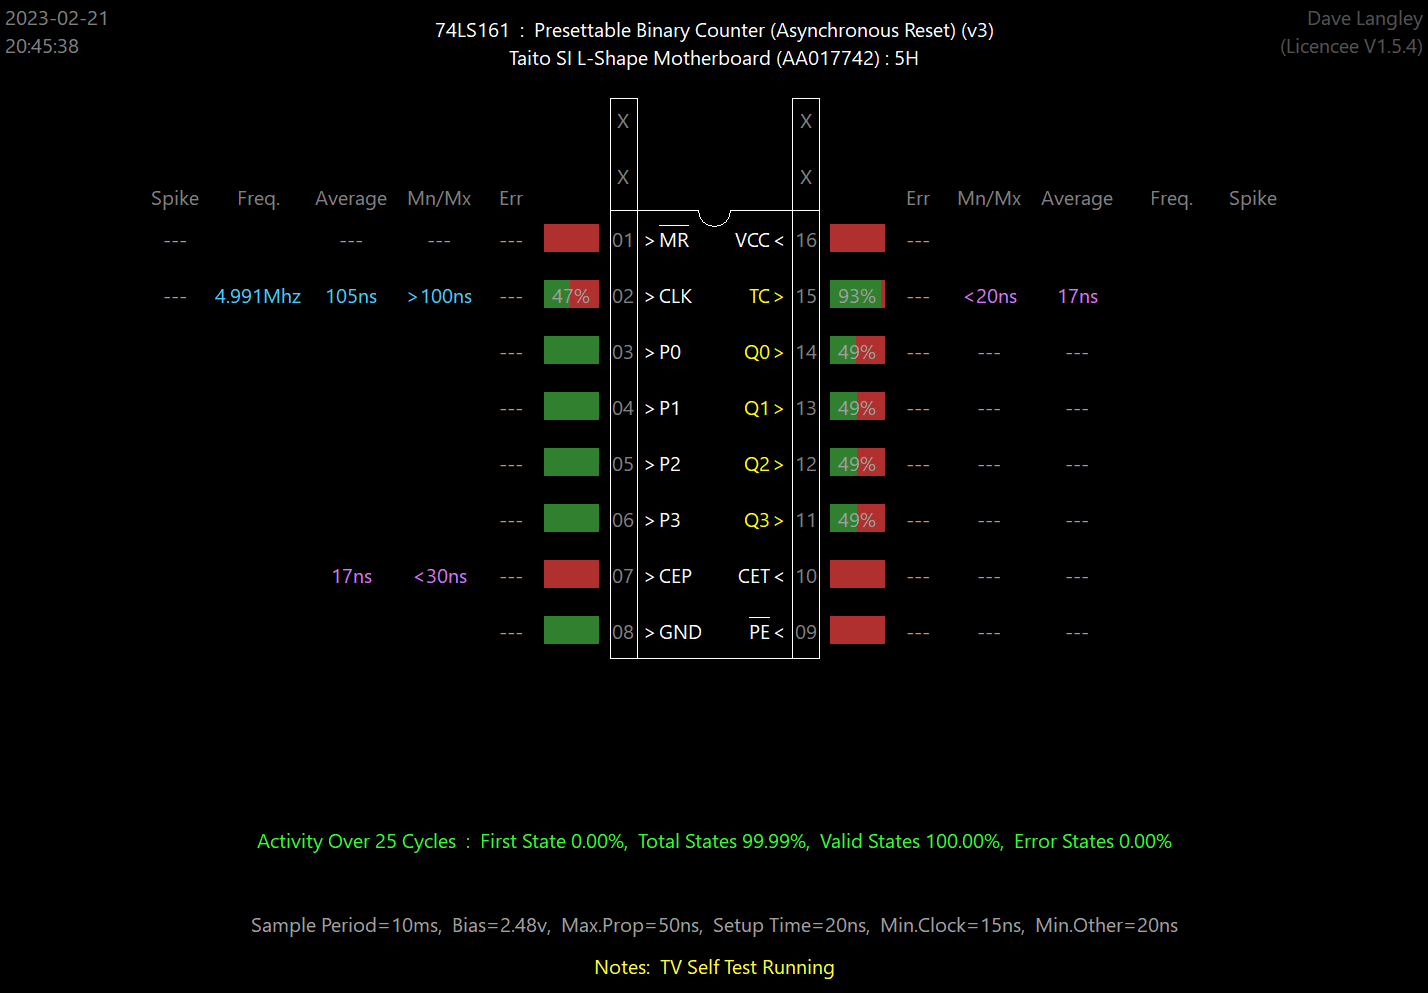 2023-02-21
20:45:38
74LS161 : Presettable Binary Counter (Asynchronous Reset) (v3)
Taito SI L-Shape Motherboard (AA017742) : 5H
Dave Langley
(Licencee V1.5.4)
X X
X X
Spike Freq. Average Mn/Mx Err Err Mn/Mx Average Freq. Spike
--- --- --- --- 01 > MR VCC < 16 ---
--- 4.991Mhz 105ns >100ns --- 47% 02 > CLK TC > 15 93% --- <20ns 17ns
--- 03 > P0 Q0 > 14 49% --- --- ---
--- 04 > P1 Q1 > 13 49% --- --- ---
--- 05 > P2 Q2 > 12 49% --- --- ---
--- 06 > P3 Q3 > 11 49% --- --- ---
17ns <30ns --- 07 > CEP CET < 10 --- --- ---
--- 08 > GND PE < 09 --- --- ---
Activity Over 25 Cycles : First State 0.00%, Total States 99.99%, Valid States 100.00%, Error States 0.00%
Sample Period=10ms, Bias=2.48v, Max.Prop=50ns, Setup Time=20ns, Min.Clock=15ns, Min.Other=20ns
Notes: TV Self Test Running